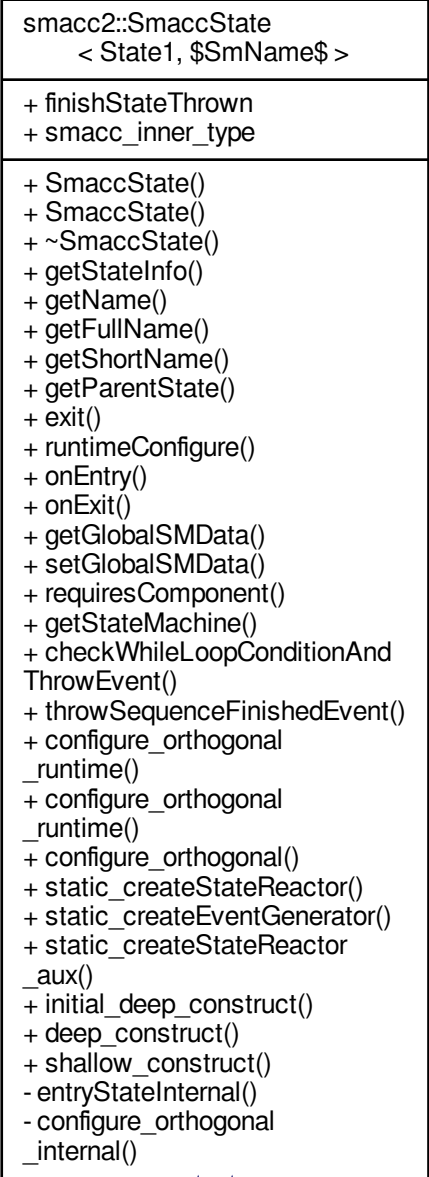 smacc2::SmaccState
< State1, $SmName$ >
+ finishStateThrown
+ smacc_inner_type
+ SmaccState()
+ SmaccState()
+ ~SmaccState()
+ getStateInfo()
+ getName()
+ getFullName()
+ getShortName()
+ getParentState()
+ exit()
+ runtimeConfigure()
+ onEntry()
+ onExit()
+ getGlobalSMData()
+ setGlobalSMData()
+ requiresComponent()
+ getStateMachine()
+ checkWhileLoopConditionAnd
ThrowEvent()
+ throwSequenceFinishedEvent()
+ configure_orthogonal
_runtime()
+ configure_orthogonal
_runtime()
+ configure_orthogonal()
+ static_createStateReactor()
+ static_createEventGenerator()
+ static_createStateReactor
_aux()
+ initial_deep_construct()
+ deep_construct()
+ shallow_construct()
- entryStateInternal()
- configure_orthogonal
_internal()